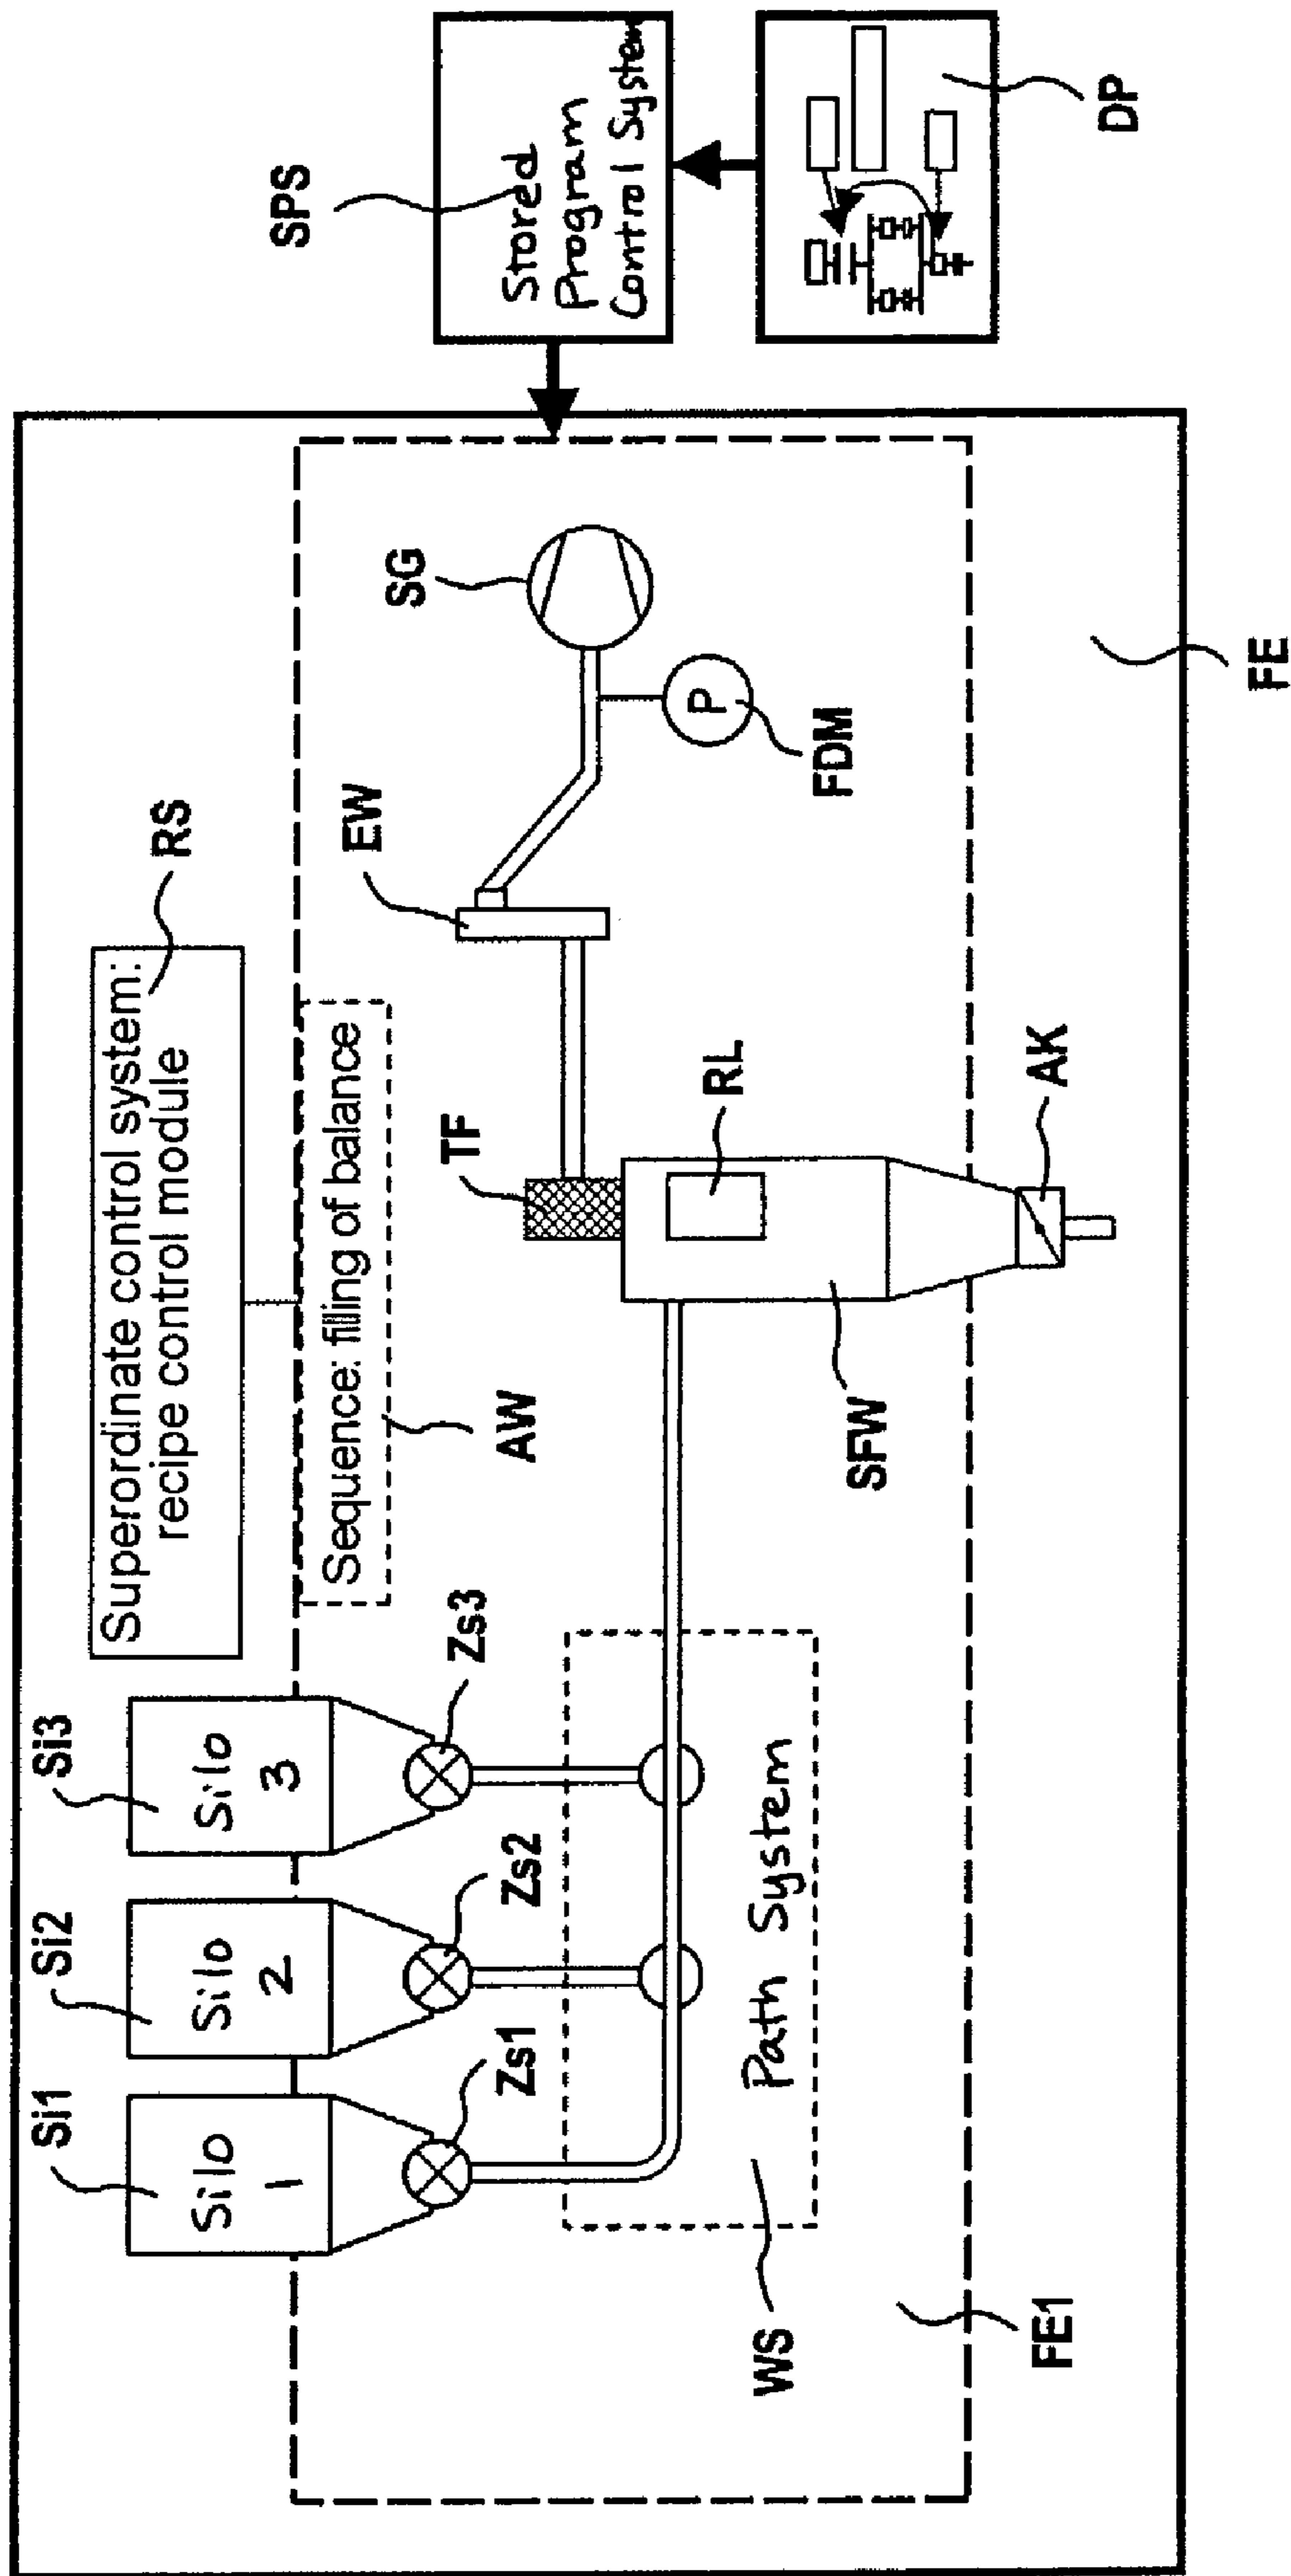 Si1
Si2
Si3
Silo
1
Silo
2
Silo
3
Zs1
Zs2
Zs3
Superordinate control system:
recipe control module
RS
Sequence: filling of balance
AW
TF
EW
SG
P
FDM
RL
SFW
AK
Path System
WS
FE1
FE
SPS
Stored
Program
Control System
DP